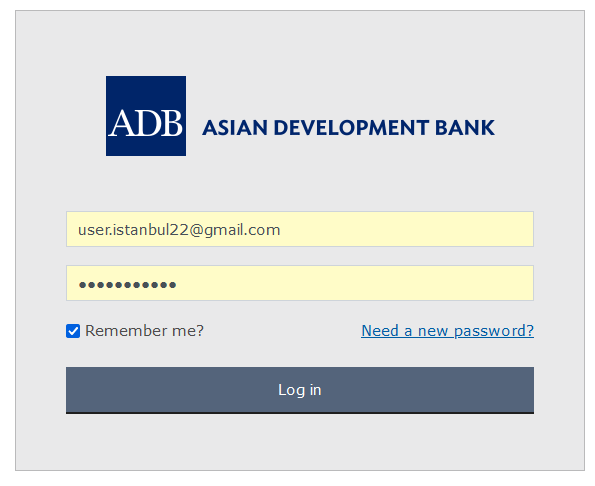 ADB ASIAN DEVELOPMENT BANK
user.istanbul22@gmail.com
•••••••••••
Remember me? Need a new password?
Log in